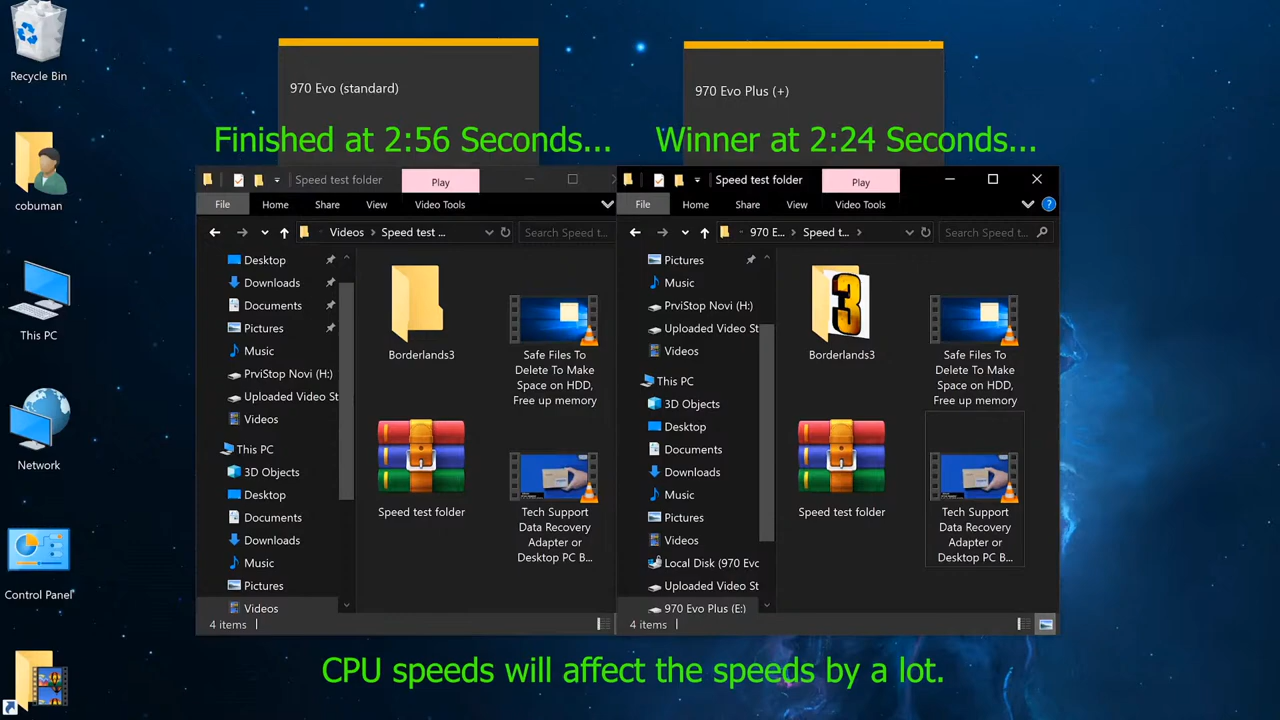 Recycle Bin
cobuman
This PC
Network
Control Panel
970 Evo (standard)
970 Evo Plus (+)
Finished at 2:56 Seconds...
Winner at 2:24 Seconds...
Speed test folder
Play
File
Home
Share
View
Video Tools
Videos
Speed test ...
Search Speed t...
Desktop
Downloads
Documents
Pictures
Music
PrviStop Novi (H:)
Uploaded Video St
Videos
This PC
3D Objects
Desktop
Documents
Downloads
Music
Pictures
Videos
Borderlands3
Safe Files To
Delete To Make
Space on HDD,
Free up memory
Speed test folder
Tech Support
Data Recovery
Adapter or
Desktop PC B...
4 items
Speed test folder
Play
File
Home
Share
View
Video Tools
970 E...
Speed t...
Search Speed t...
Pictures
Music
PrviStop Novi (H:)
Uploaded Video St
Videos
This PC
3D Objects
Desktop
Documents
Downloads
Music
Pictures
Videos
Local Disk (970 Evo
Uploaded Video St
970 Evo Plus (E:)
3
Borderlands3
Safe Files To
Delete To Make
Space on HDD,
Free up memory
Speed test folder
Tech Support
Data Recovery
Adapter or
Desktop PC B...
4 items
CPU speeds will affect the speeds by a lot.